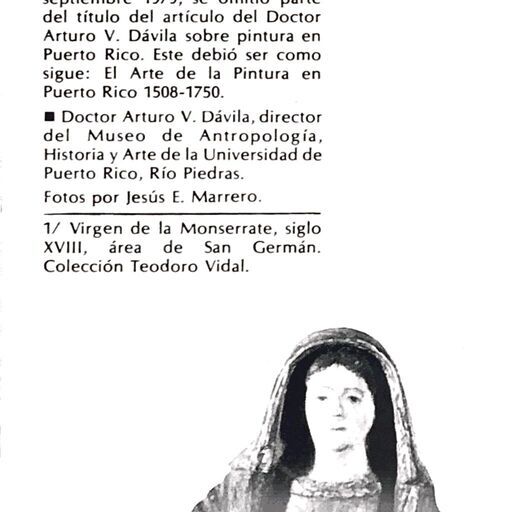 septiembre 1979, se omitió parte
del título del artículo del Doctor
Arturo V. Dávila sobre pintura en
Puerto Rico. Este debió ser como
sigue: El Arte de la Pintura en
Puerto Rico 1508-1750.
■ Doctor Arturo V. Dávila, director
del Museo de Antropología,
Historia y Arte de la Universidad de
Puerto Rico, Río Piedras.
Fotos por Jesús E. Marrero.
1/ Virgen de la Monserrate, siglo
XVIII, área de San Germán.
Colección Teodoro Vidal.